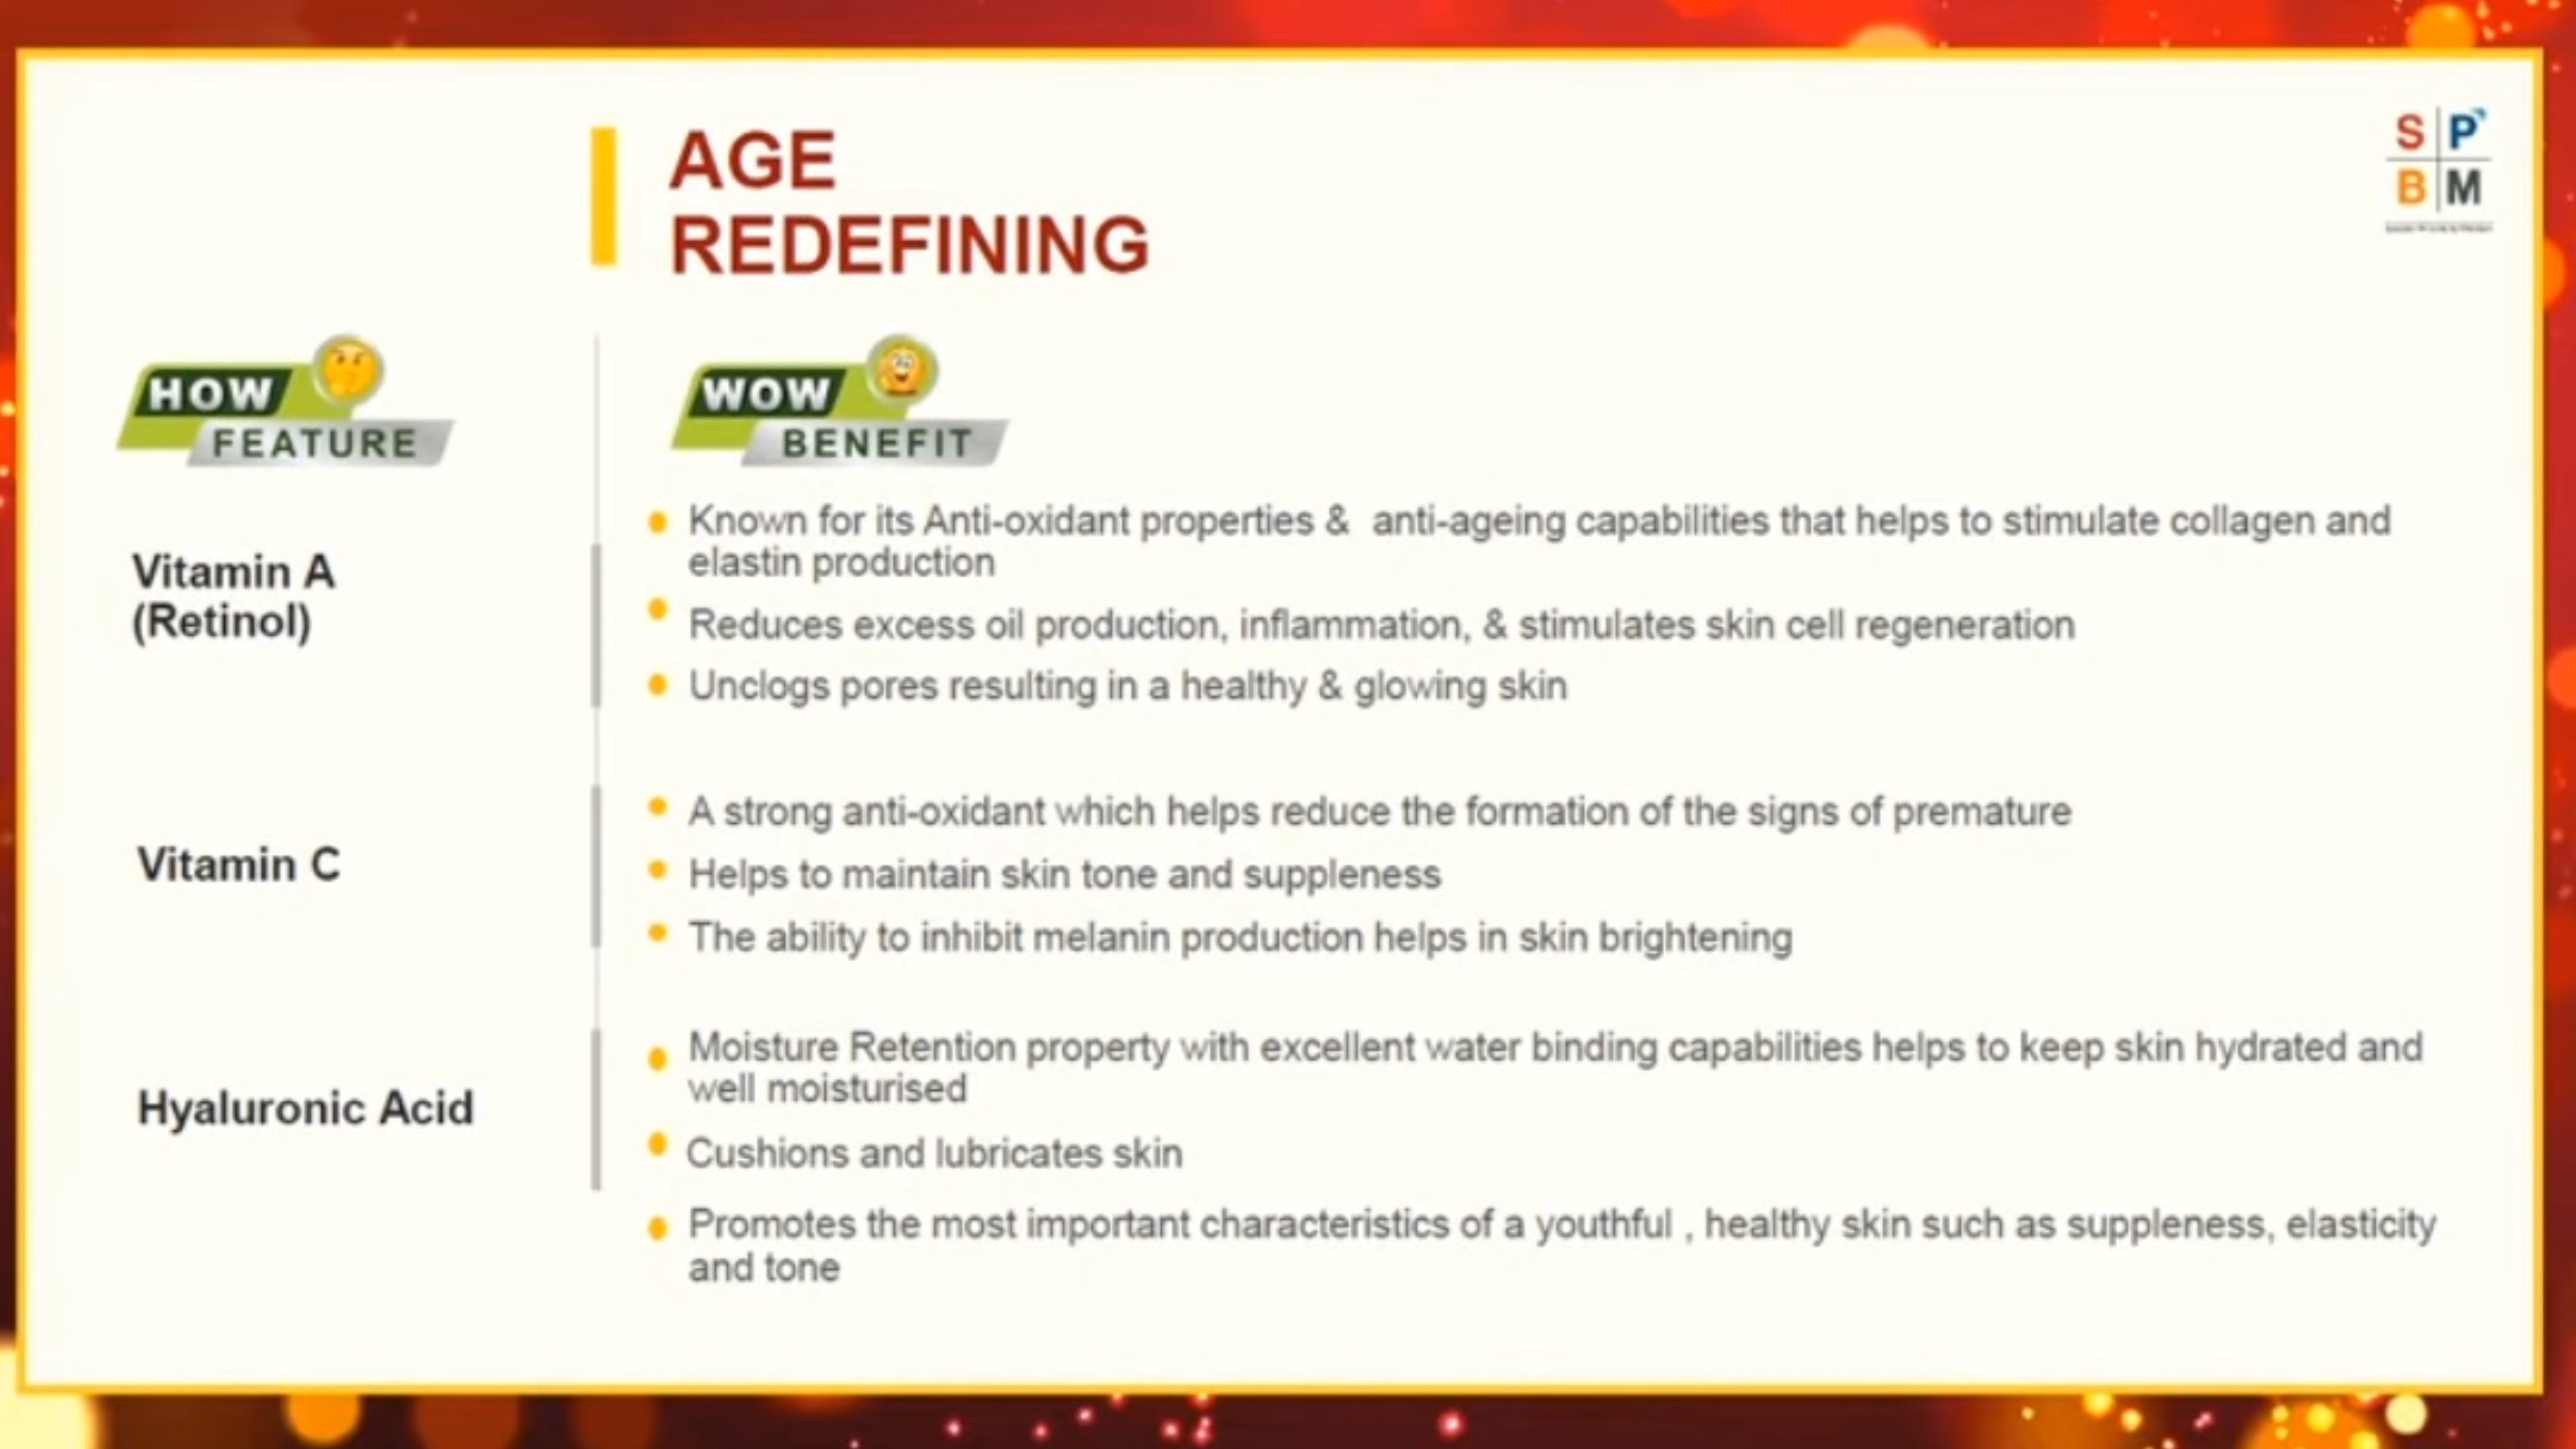 AGE
REDEFINING
S P
B M
HOW
FEATURE
WOW
BENEFIT
Vitamin A
(Retinol)
Known for its Anti-oxidant properties & anti-ageing capabilities that helps to stimulate collagen and
elastin production
Reduces excess oil production, inflammation, & stimulates skin cell regeneration
Unclogs pores resulting in a healthy & glowing skin
Vitamin C
A strong anti-oxidant which helps reduce the formation of the signs of premature
Helps to maintain skin tone and suppleness
The ability to inhibit melanin production helps in skin brightening
Hyaluronic Acid
Moisture Retention property with excellent water binding capabilities helps to keep skin hydrated and
well moisturised
Cushions and lubricates skin
Promotes the most important characteristics of a youthful , healthy skin such as suppleness, elasticity
and tone